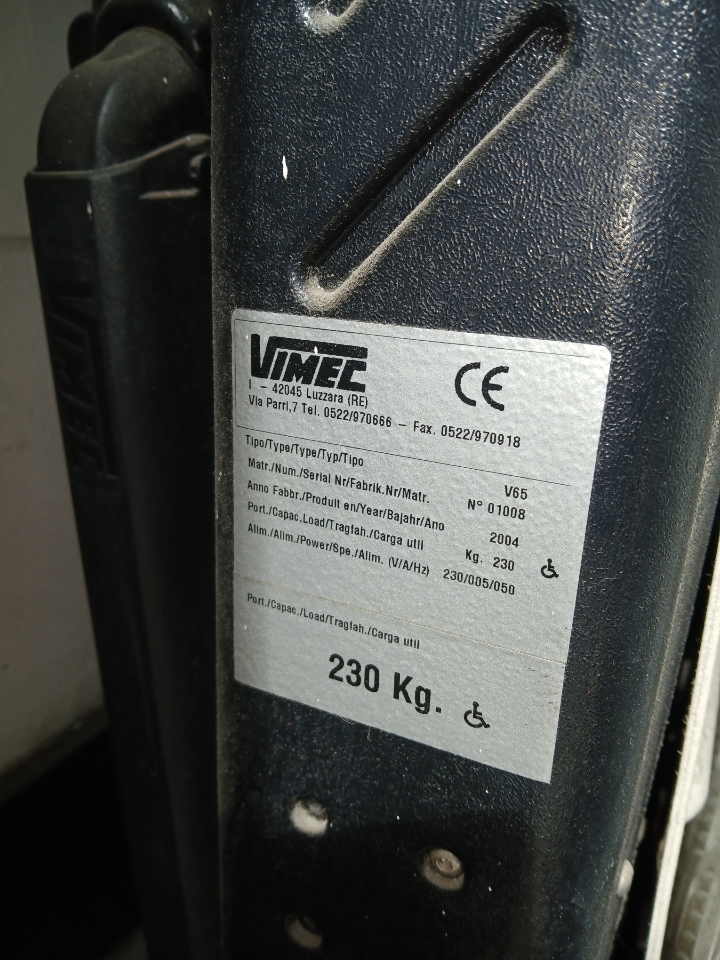 VIMEC
CE
I – 42045 Luzzara (RE)
Via Parri,7 Tel. 0522/970666 – Fax. 0522/970918
Tipo/Type/Type/Typ/Tipo V65
Matr./Num./Serial Nr/Fabrik.Nr/Matr. N° 01008
Anno Fabbr./Produit en/Year/Bajahr/Ano 2004
Port./Capac.Load/Tragfah./Carga util Kg. 230
Alim./Alim./Power/Spe./Alim. (V/A/Hz) 230/005/050
Port./Capac./Load/Tragfah./Carga util
230 Kg.
Vimec